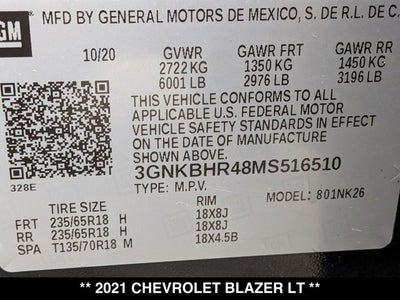 GM
MFD BY GENERAL MOTORS DE MEXICO, S. DE R.L. DE C.
10/20 GVWR GAWR FRT GAWR RR
2722 KG 1350 KG 1450 KG
6001 LB 2976 LB 3196 LB
THIS VEHICLE CONFORMS TO ALL
APPLICABLE U.S. FEDERAL MOTOR
VEHICLE SAFETY STANDARDS IN EFFECT
ON THE DATE OF MANUFACTURE SHOWN ABOVE.
3GNKBHR48MS516510
328E TYPE: M.P.V. MODEL: 801NK26
TIRE SIZE RIM
FRT 235/65R18 H 18X8J
RR 235/65R18 H 18X8J
SPA T135/70R18 M 18X4.5B
** 2021 CHEVROLET BLAZER LT **